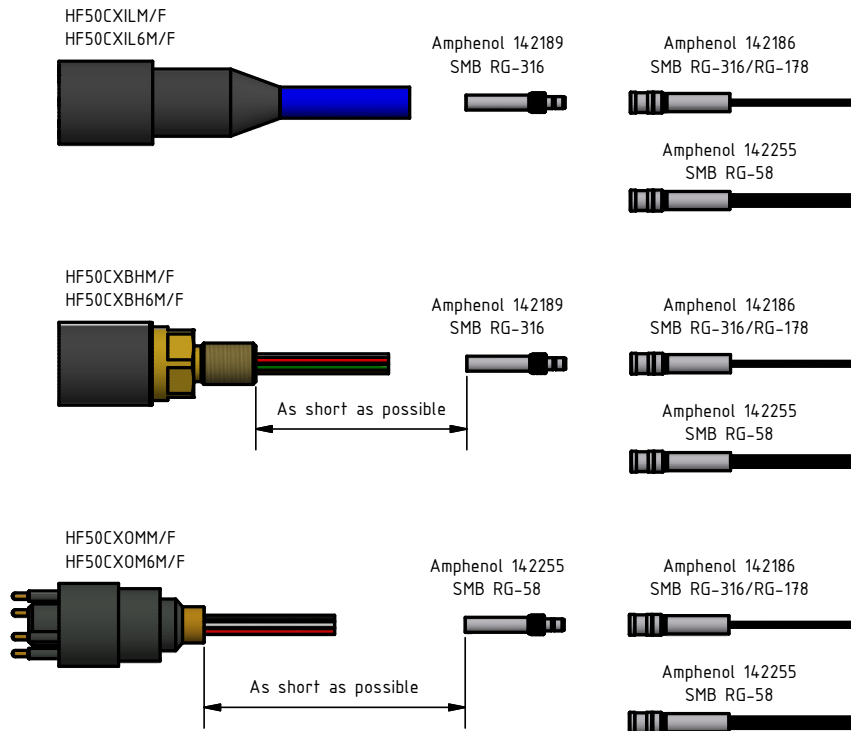 HF50CXILM/F
HF50CXIL6M/F
Amphenol 142189
SMB RG-316
Amphenol 142186
SMB RG-316/RG-178
Amphenol 142255
SMB RG-58
HF50CXBHM/F
HF50CXBH6M/F
Amphenol 142189
SMB RG-316
Amphenol 142186
SMB RG-316/RG-178
As short as possible
Amphenol 142255
SMB RG-58
HF50CXOMM/F
HF50CXOM6M/F
Amphenol 142255
SMB RG-58
Amphenol 142186
SMB RG-316/RG-178
As short as possible
Amphenol 142255
SMB RG-58